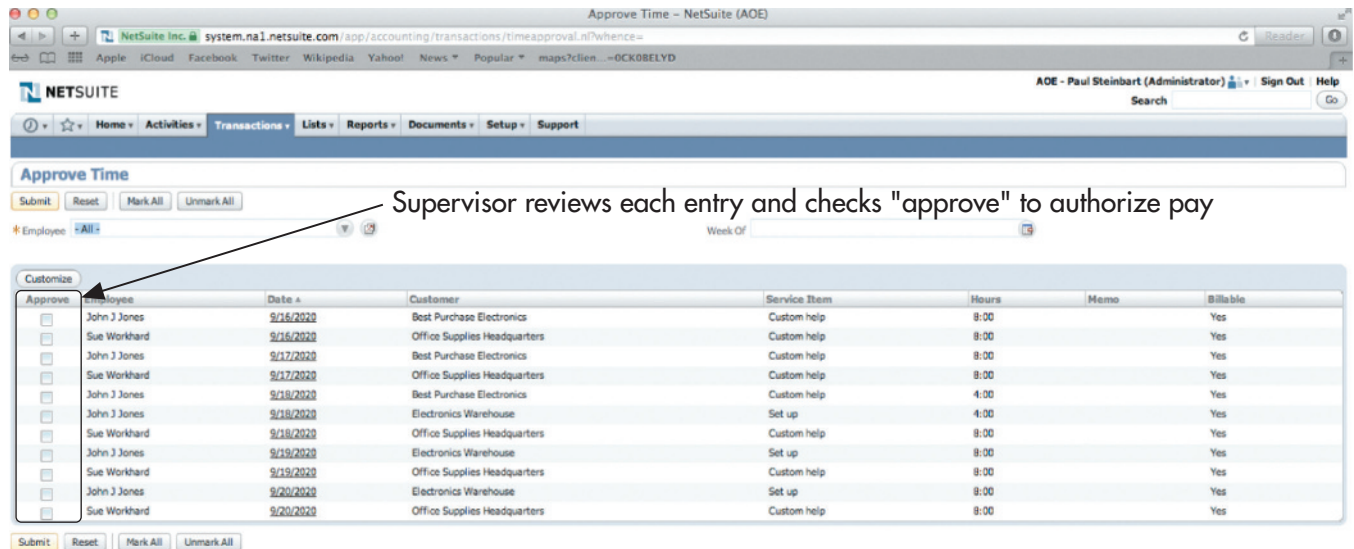 Approve Time – NetSuite (AOE)
NetSuite Inc. system.na1.netsuite.com/app/accounting/transactions/timeapproval.nl?whence= Reader
Apple iCloud Facebook Twitter Wikipedia Yahoo! News Popular maps?clien...=0CK0BELYD
AOE - Paul Steinbart (Administrator) Sign Out Help
NETSUITE
Search Go
Home Activities Transactions Lists Reports Documents Setup Support
Approve Time
Submit Reset Mark All Unmark All
Supervisor reviews each entry and checks "approve" to authorize pay
* Employee - All - Week Of
Customize
Approve Employee Date Customer Service Item Hours Memo Billable
John J Jones 9/16/2020 Best Purchase Electronics Custom help 8:00 Yes
Sue Workhard 9/16/2020 Office Supplies Headquarters Custom help 8:00 Yes
John J Jones 9/17/2020 Best Purchase Electronics Custom help 8:00 Yes
Sue Workhard 9/17/2020 Office Supplies Headquarters Custom help 8:00 Yes
John J Jones 9/18/2020 Best Purchase Electronics Custom help 4:00 Yes
John J Jones 9/18/2020 Electronics Warehouse Set up 4:00 Yes
Sue Workhard 9/18/2020 Office Supplies Headquarters Custom help 8:00 Yes
John J Jones 9/19/2020 Electronics Warehouse Set up 8:00 Yes
Sue Workhard 9/19/2020 Office Supplies Headquarters Custom help 8:00 Yes
John J Jones 9/20/2020 Electronics Warehouse Set up 8:00 Yes
Sue Workhard 9/20/2020 Office Supplies Headquarters Custom help 8:00 Yes
Submit Reset Mark All Unmark All